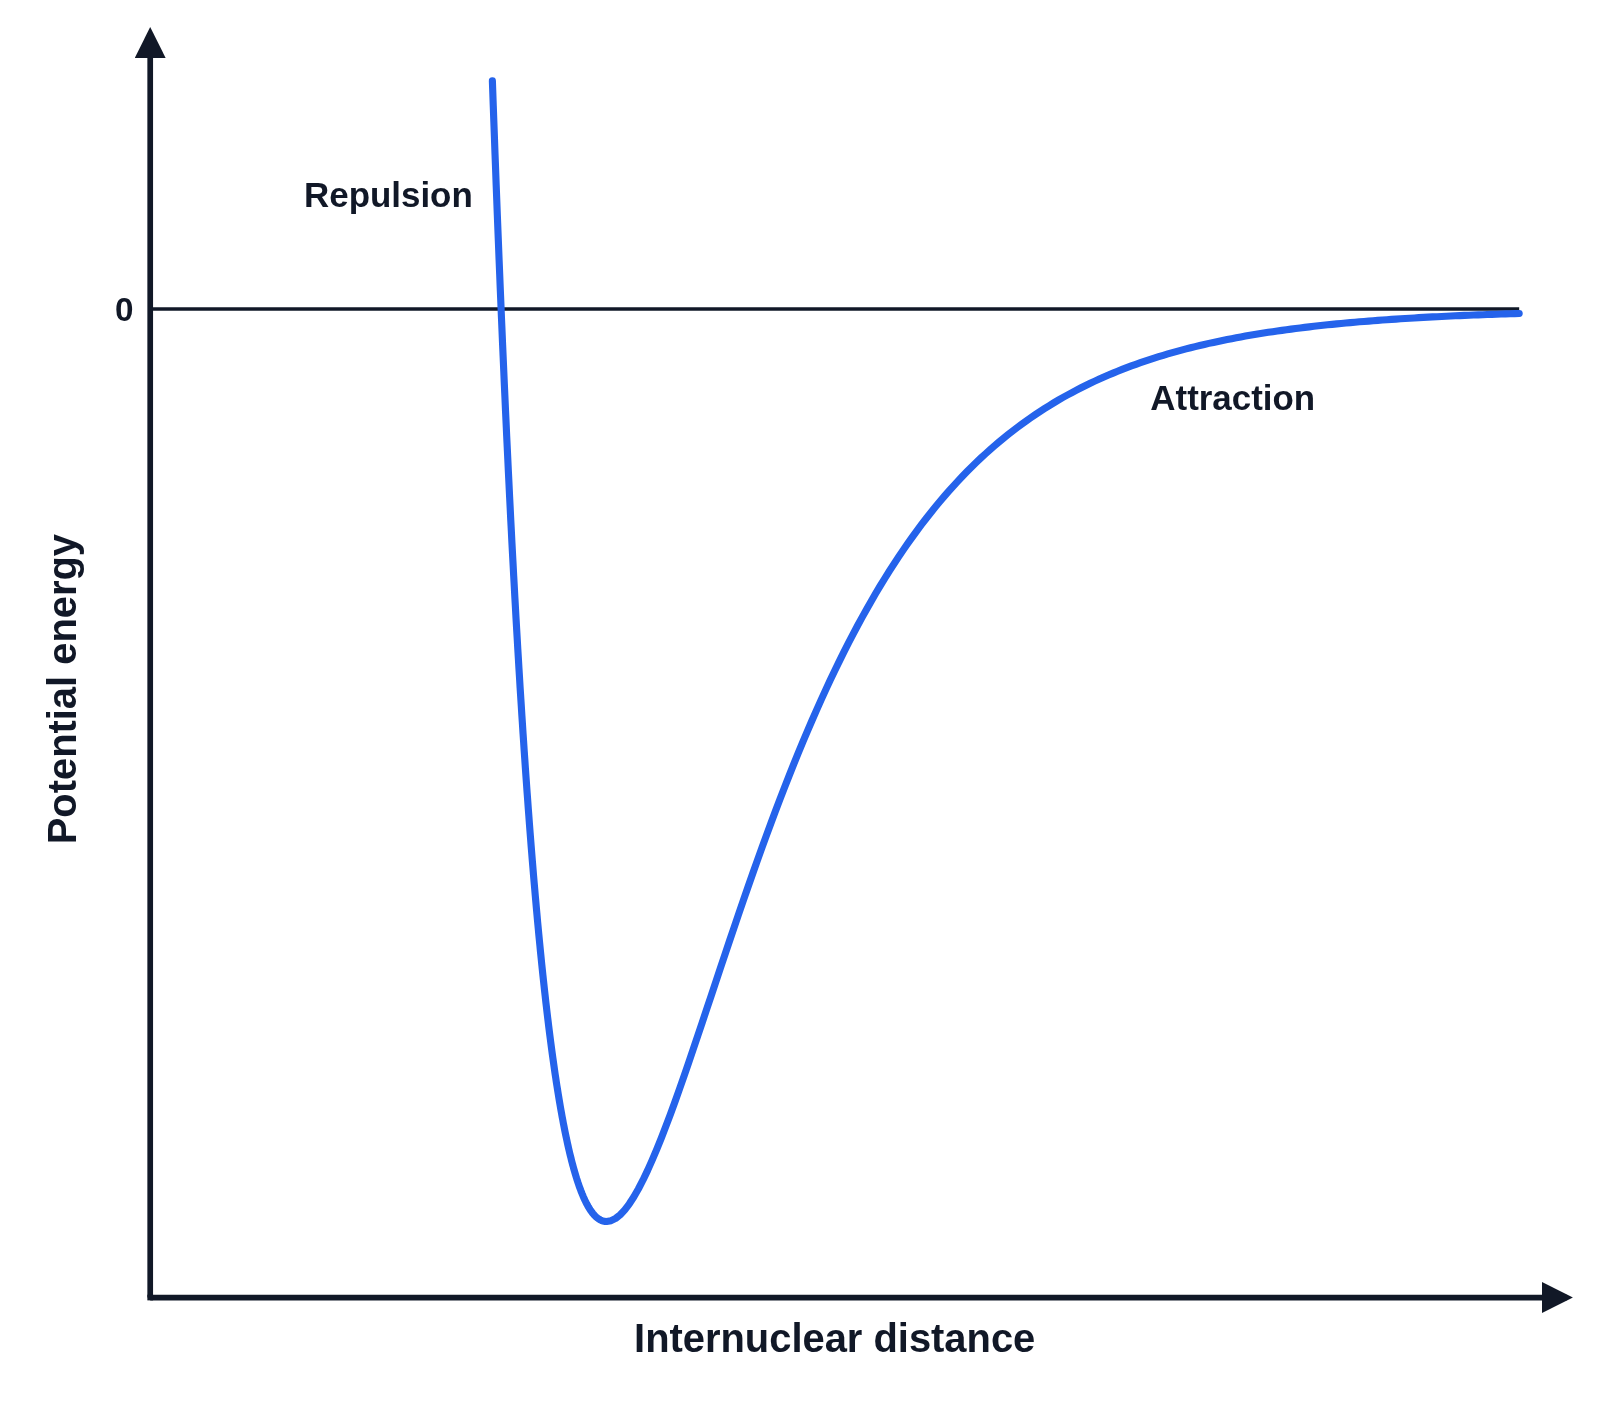 Repulsion
0
Attraction
Potential energy
Internuclear distance